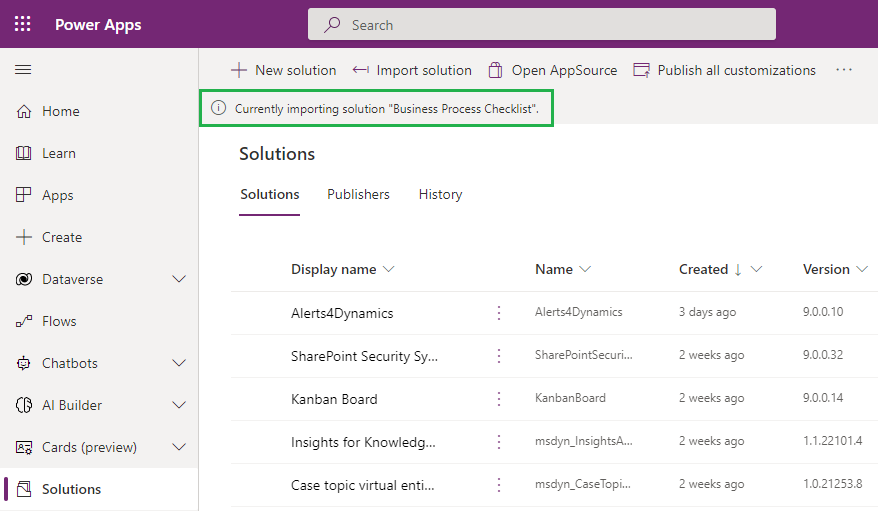 Power Apps
Search
New solution Import solution Open AppSource Publish all customizations ...
Currently importing solution "Business Process Checklist".
Home
Learn
Apps
Create
Dataverse
Flows
Chatbots
AI Builder
Cards (preview)
Solutions
Solutions
Solutions Publishers History
Display name Name Created Version
Alerts4Dynamics Alerts4Dynamics 3 days ago 9.0.0.10
SharePoint Security Sy... SharePointSecuri... 2 weeks ago 9.0.0.32
Kanban Board KanbanBoard 2 weeks ago 9.0.0.14
Insights for Knowledg... msdyn_InsightsA... 2 weeks ago 1.1.22101.4
Case topic virtual enti... msdyn_CaseTopi... 2 weeks ago 1.0.21253.8